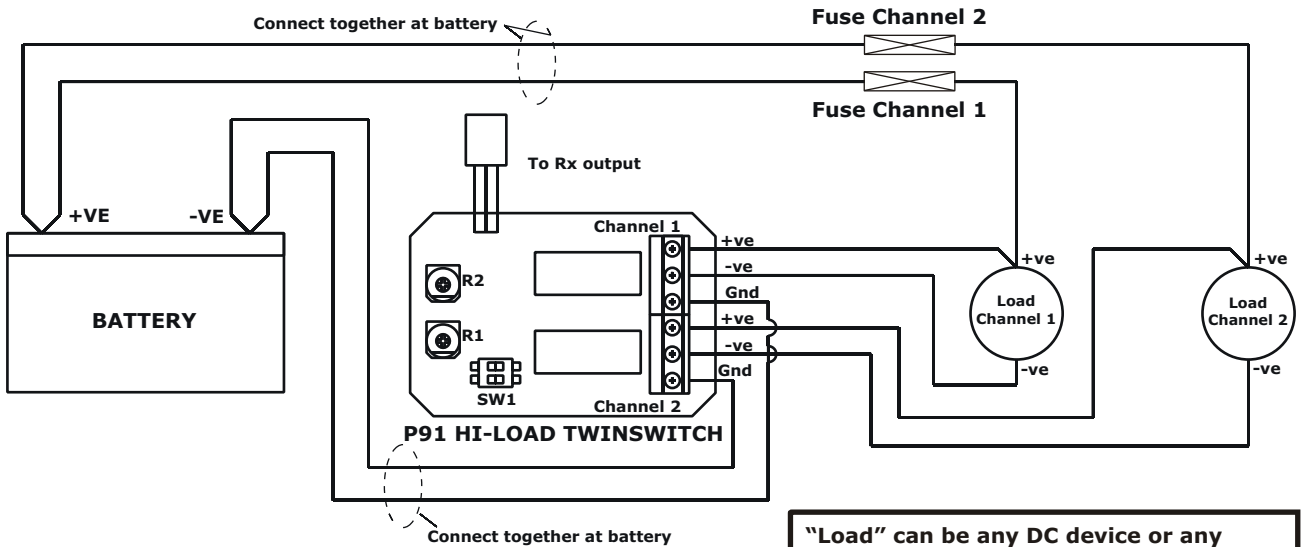 Connect together at battery
Fuse Channel 2
Fuse Channel 1
To Rx output
+VE
-VE
BATTERY
Channel 1
+ve
-ve
Gnd
+ve
-ve
Gnd
Channel 2
R2
R1
SW1
P91 HI-LOAD TWINSWITCH
+ve
Load
Channel 1
-ve
+ve
Load
Channel 2
-ve
Connect together at battery
“Load” can be any DC device or any